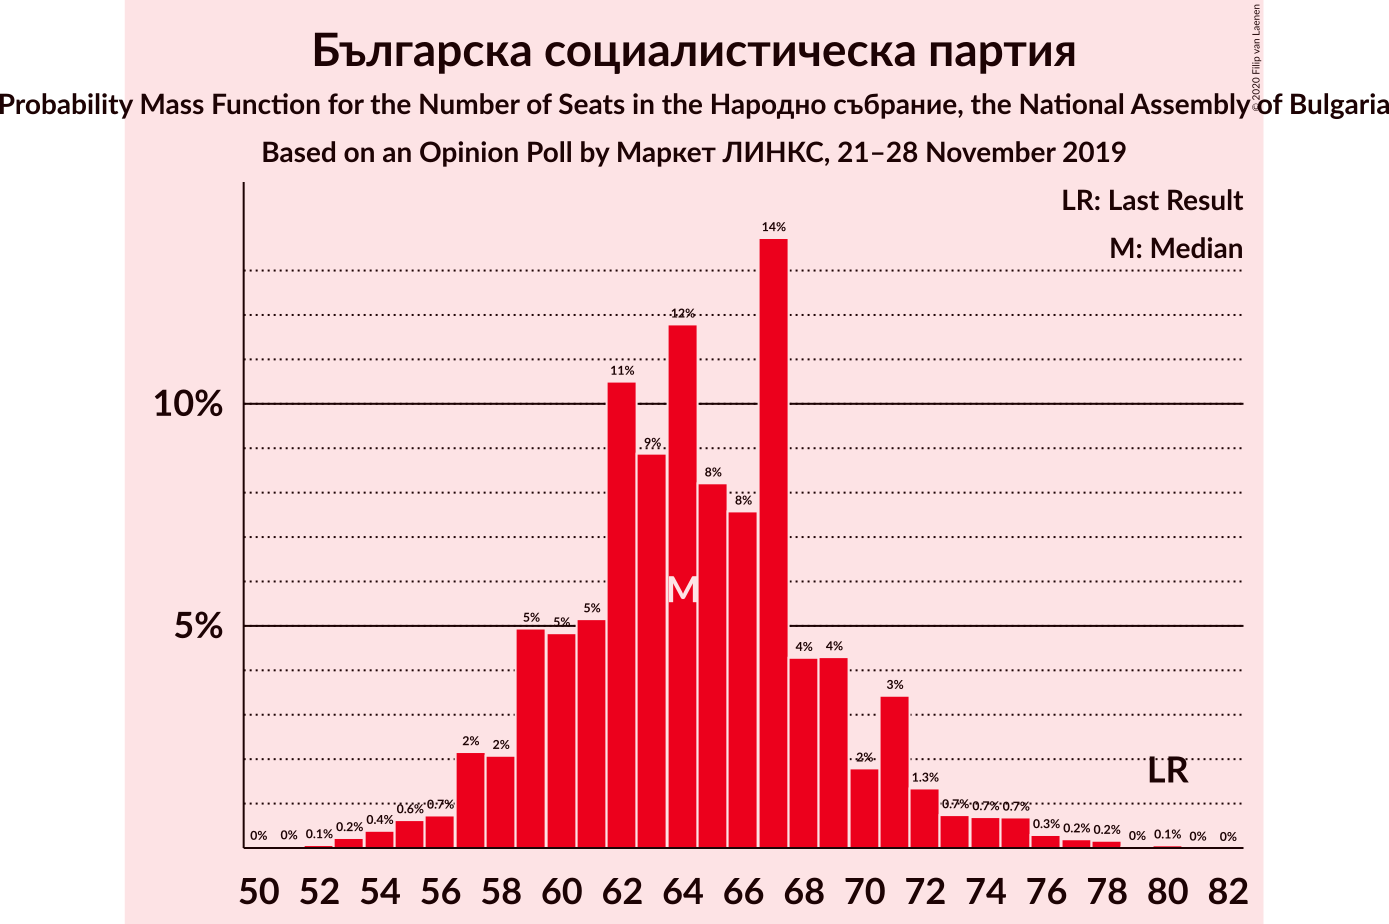 Българска социалистическа партия
Probability Mass Function for the Number of Seats in the Народно събрание, the National Assembly of Bulgaria
Based on an Opinion Poll by Маркет ЛИНКС, 21–28 November 2019
© 2020 Filip van Laenen
LR: Last Result
M: Median
10%
5%
0% 0% 0.1% 0.2% 0.4% 0.6% 0.7% 2% 2% 5% 5% 5% 11% 9% 12% 8% 8% 14% 4% 4% 2% 3% 1.3% 0.7% 0.7% 0.7% 0.3% 0.2% 0.2% 0% 0.1% 0% 0%
M
LR
50 52 54 56 58 60 62 64 66 68 70 72 74 76 78 80 82